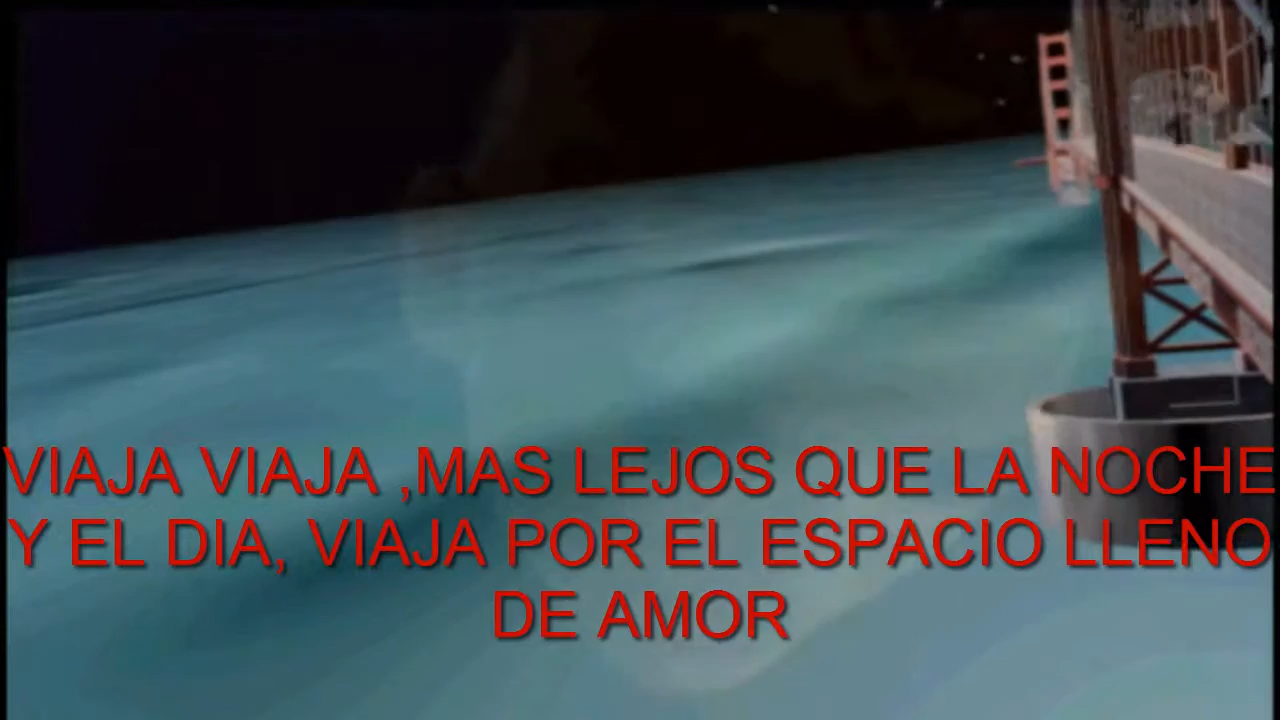 VIAJA VIAJA ,MAS LEJOS QUE LA NOCHE
Y EL DIA, VIAJA POR EL ESPACIO LLENO
DE AMOR